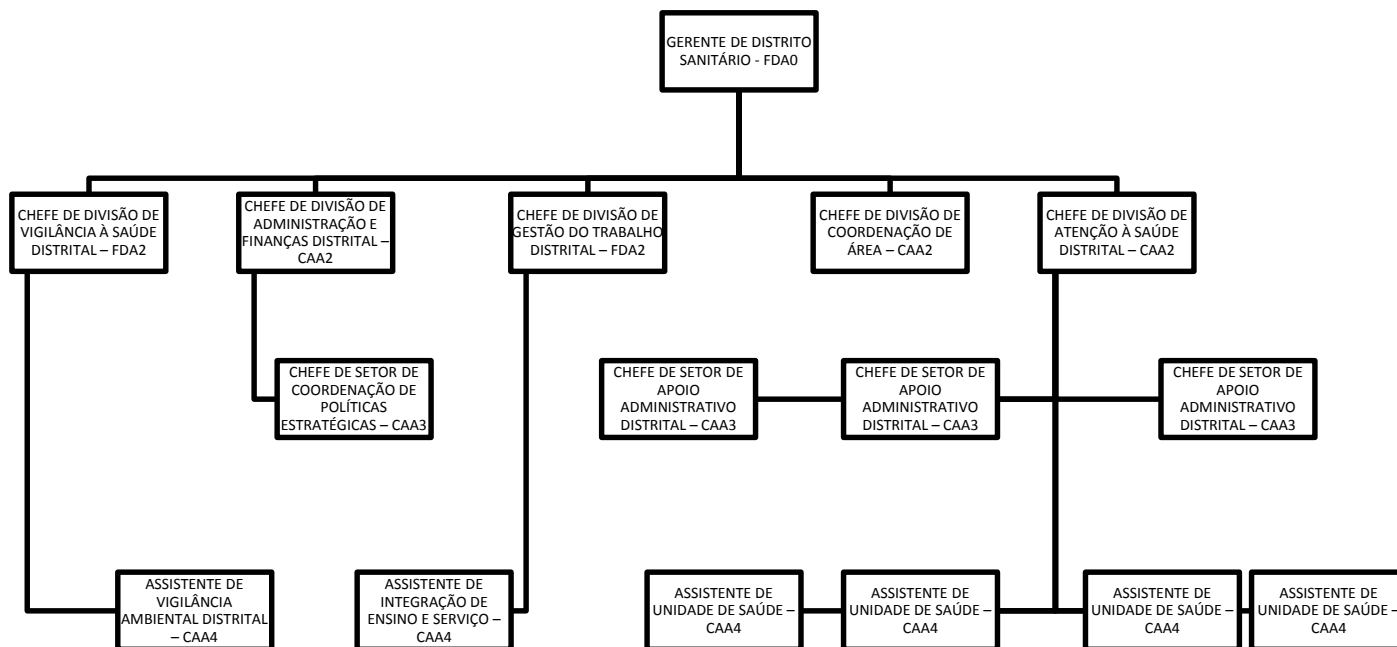 GERENTE DE DISTRITO
SANITÁRIO - FDA0
CHEFE DE DIVISÃO DE
VIGILÂNCIA À SAÚDE
DISTRITAL – FDA2
CHEFE DE DIVISÃO DE
ADMINISTRAÇÃO E
FINANÇAS DISTRITAL –
CAA2
CHEFE DE DIVISÃO DE
GESTÃO DO TRABALHO
DISTRITAL – FDA2
CHEFE DE DIVISÃO DE
COORDENAÇÃO DE
ÁREA – CAA2
CHEFE DE DIVISÃO DE
ATENÇÃO À SAÚDE
DISTRITAL – CAA2
CHEFE DE SETOR DE
COORDENAÇÃO DE
POLÍTICAS
ESTRATÉGICAS – CAA3
CHEFE DE SETOR DE
APOIO
ADMINISTRATIVO
DISTRITAL – CAA3
CHEFE DE SETOR DE
APOIO
ADMINISTRATIVO
DISTRITAL – CAA3
CHEFE DE SETOR DE
APOIO
ADMINISTRATIVO
DISTRITAL – CAA3
ASSISTENTE DE
VIGILÂNCIA
AMBIENTAL DISTRITAL
– CAA4
ASSISTENTE DE
INTEGRAÇÃO DE
ENSINO E SERVIÇO –
CAA4
ASSISTENTE DE
UNIDADE DE SAÚDE –
CAA4
ASSISTENTE DE
UNIDADE DE SAÚDE –
CAA4
ASSISTENTE DE
UNIDADE DE SAÚDE –
CAA4
ASSISTENTE DE
UNIDADE DE SAÚDE –
CAA4